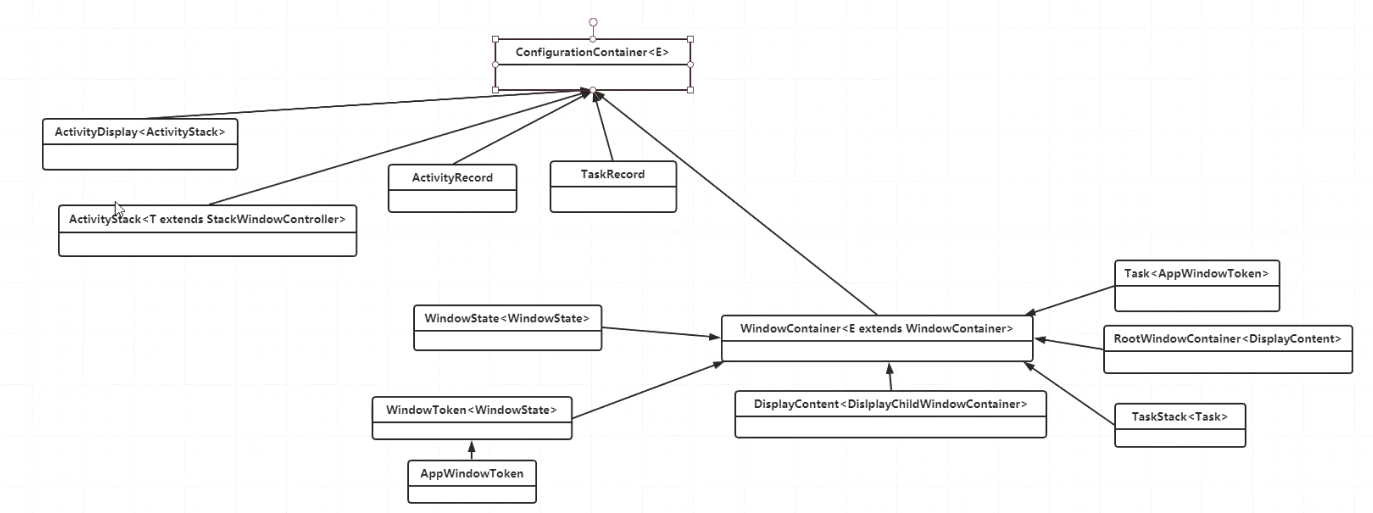 ConfigurationContainer<E>
ActivityDisplay<ActivityStack>
ActivityRecord
TaskRecord
ActivityStack<T extends StackWindowController>
Task<AppWindowToken>
WindowState<WindowState>
WindowContainer<E extends WindowContainer>
RootWindowContainer<DisplayContent>
WindowToken<WindowState>
DisplayContent<DislplayChildWindowContainer>
TaskStack<Task>
AppWindowToken